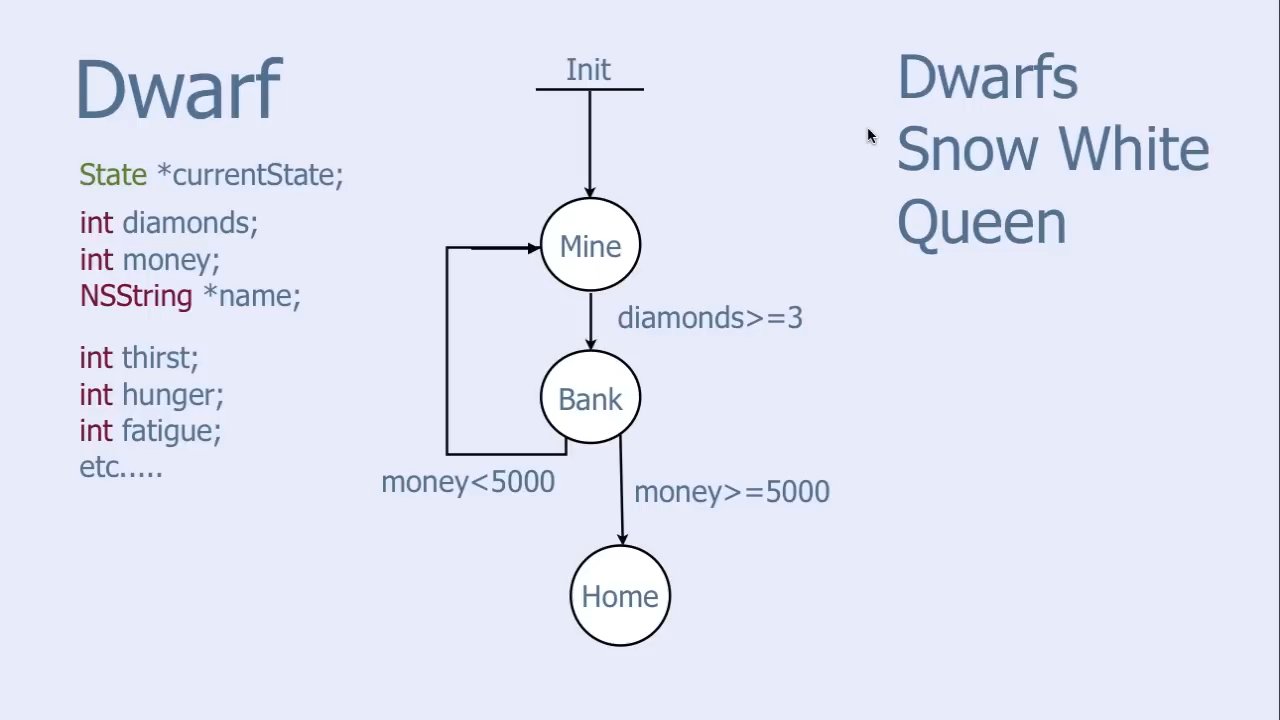 Dwarf
State *currentState;
int diamonds;
int money;
NSString *name;
int thirst;
int hunger;
int fatigue;
etc.....
Init
Mine
diamonds>=3
Bank
money<5000
money>=5000
Home
Dwarfs
Snow White
Queen